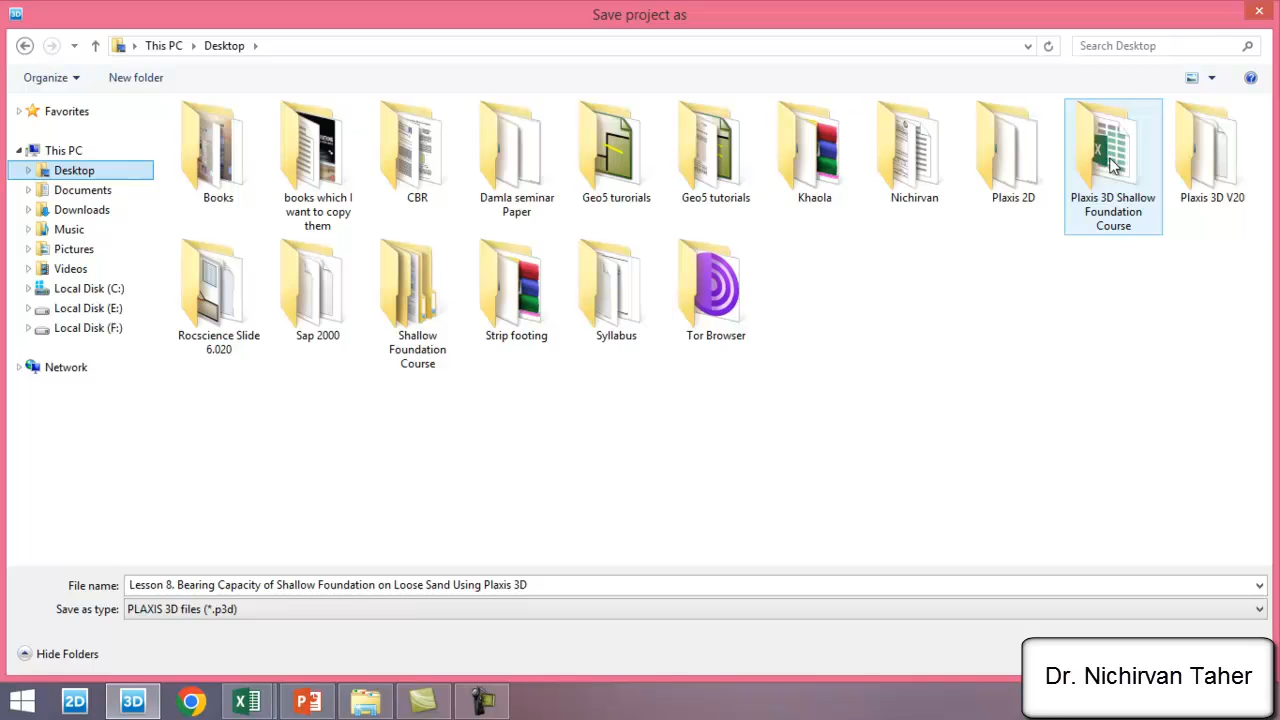 3D
Save project as
This PC
Desktop
Search Desktop
Organize
New folder
Favorites
This PC
Desktop
Documents
Downloads
Music
Pictures
Videos
Local Disk (C:)
Local Disk (E:)
Local Disk (F:)
Network
Books
books which I
want to copy
them
CBR
Damla seminar
Paper
Geo5 turorials
Geo5 tutorials
Khaola
Nichirvan
Plaxis 2D
Plaxis 3D Shallow
Foundation
Course
Plaxis 3D V20
Rocscience Slide
6.020
Sap 2000
Shallow
Foundation
Course
Strip footing
Syllabus
Tor Browser
File name:
Lesson 8. Bearing Capacity of Shallow Foundation on Loose Sand Using Plaxis 3D
Save as type:
PLAXIS 3D files (*.p3d)
Hide Folders
Dr. Nichirvan Taher
2D
3D